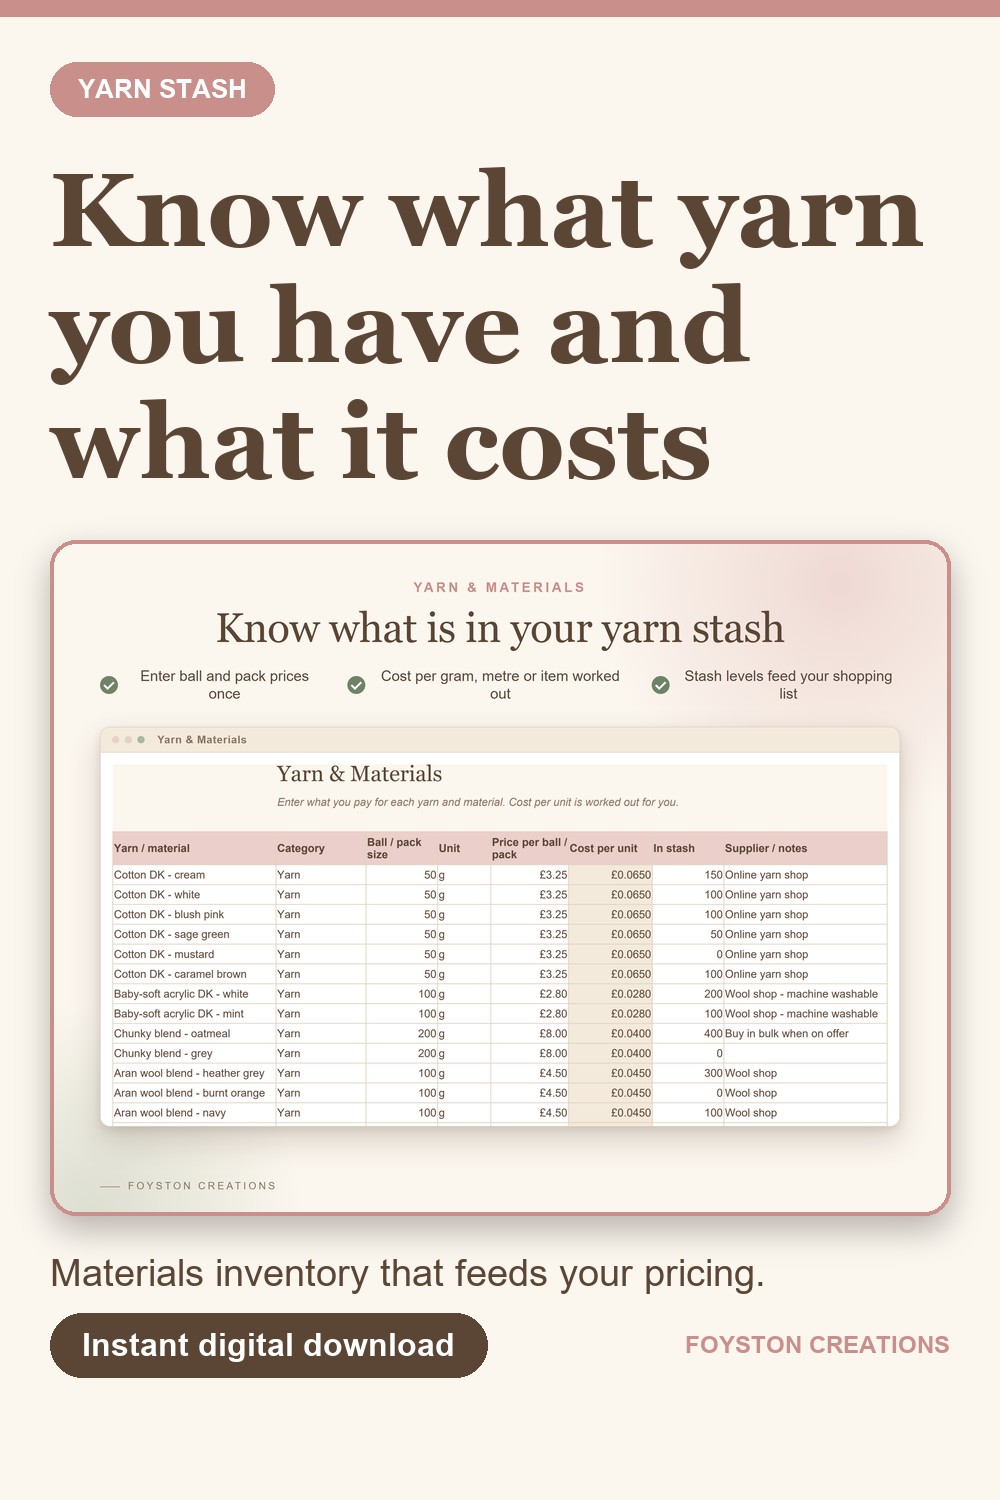 YARN STASH
Know what yarn
you have and
what it costs
YARN & MATERIALS
Know what is in your yarn stash
Enter ball and pack prices once
Cost per gram, metre or item worked out
Stash levels feed your shopping list
Yarn & Materials
Yarn & Materials
Enter what you pay for each yarn and material. Cost per unit is worked out for you.
Yarn / material Category Ball / pack size Unit Price per ball / pack Cost per unit In stash Supplier / notes
Cotton DK - cream Yarn 50 g £3.25 £0.0650 150 Online yarn shop
Cotton DK - white Yarn 50 g £3.25 £0.0650 100 Online yarn shop
Cotton DK - blush pink Yarn 50 g £3.25 £0.0650 100 Online yarn shop
Cotton DK - sage green Yarn 50 g £3.25 £0.0650 50 Online yarn shop
Cotton DK - mustard Yarn 50 g £3.25 £0.0650 0 Online yarn shop
Cotton DK - caramel brown Yarn 50 g £3.25 £0.0650 100 Online yarn shop
Baby-soft acrylic DK - white Yarn 100 g £2.80 £0.0280 200 Wool shop - machine washable
Baby-soft acrylic DK - mint Yarn 100 g £2.80 £0.0280 100 Wool shop - machine washable
Chunky blend - oatmeal Yarn 200 g £8.00 £0.0400 400 Buy in bulk when on offer
Chunky blend - grey Yarn 200 g £8.00 £0.0400 0
Aran wool blend - heather grey Yarn 100 g £4.50 £0.0450 300 Wool shop
Aran wool blend - burnt orange Yarn 100 g £4.50 £0.0450 0 Wool shop
Aran wool blend - navy Yarn 100 g £4.50 £0.0450 100 Wool shop
FOYSTON CREATIONS
Materials inventory that feeds your pricing.
Instant digital download
FOYSTON CREATIONS